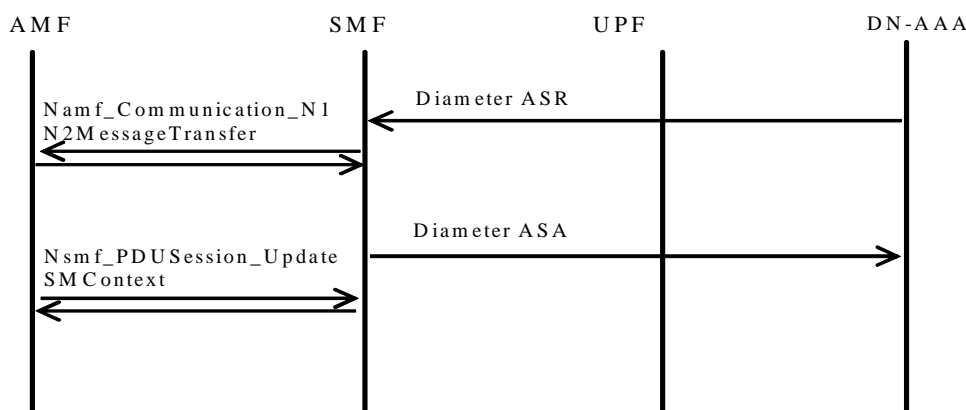 AMF
SMF
UPF
DN-AAA
Diameter ASR
Namf_Communication_N1
N2MessageTransfer
Diameter ASA
Nsmf_PDUSession_Update
SMContext